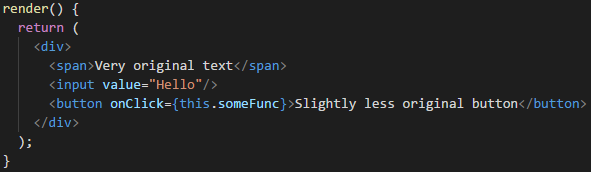 render() {
  return (
    <div>
      <span>Very original text</span>
      <input value="Hello"/>
      <button onClick={this.someFunc}>Slightly less original button</button>
    </div>
  );
}